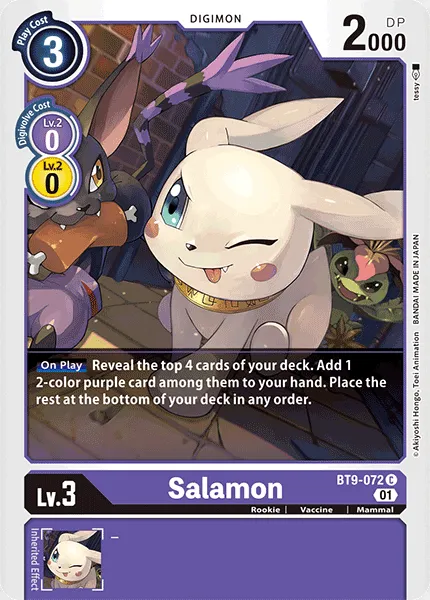 DIGIMON
Play Cost
3
DP
2000
Digivolve Cost
Lv.2
0
Lv.2
0
tessy
©Akiyoshi Hongo, Toei Animation BANDAI MADE IN JAPAN
On Play Reveal the top 4 cards of your deck. Add 1
2-color purple card among them to your hand. Place the
rest at the bottom of your deck in any order.
Lv.3
Salamon
BT9-072 C
01
Rookie | Vaccine | Mammal
Inherited Effect
–